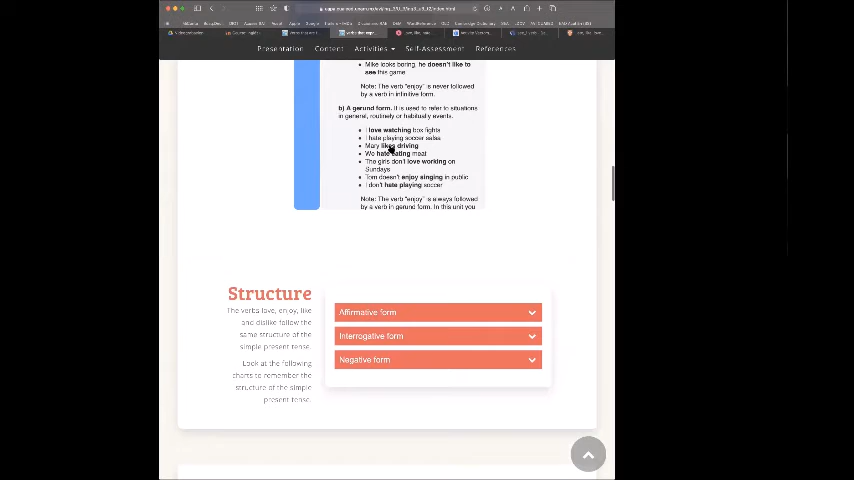 Presentation Content Activities Self-Assessment References
Mike looks boring, he doesn't like to
see this game
Note: The verb "enjoy" is never followed
by a verb in infinitive form.
b) A gerund form. It is used to refer to situations
in general, routinely or habitually events.
I love watching box fights
I hate playing soccer salsa
Mary likes driving
We hate eating meat
The girls don't love working on
Sundays
Tom doesn't enjoy singing in public
I don't hate playing soccer
Note: The verb "enjoy" is always followed
by a verb in gerund form. In this unit you
Structure
The verbs love, enjoy, like
and dislike follow the
same structure of the
simple present tense.
Look at the following
charts to remember the
structure of the simple
present tense.
Affirmative form
Interrogative form
Negative form